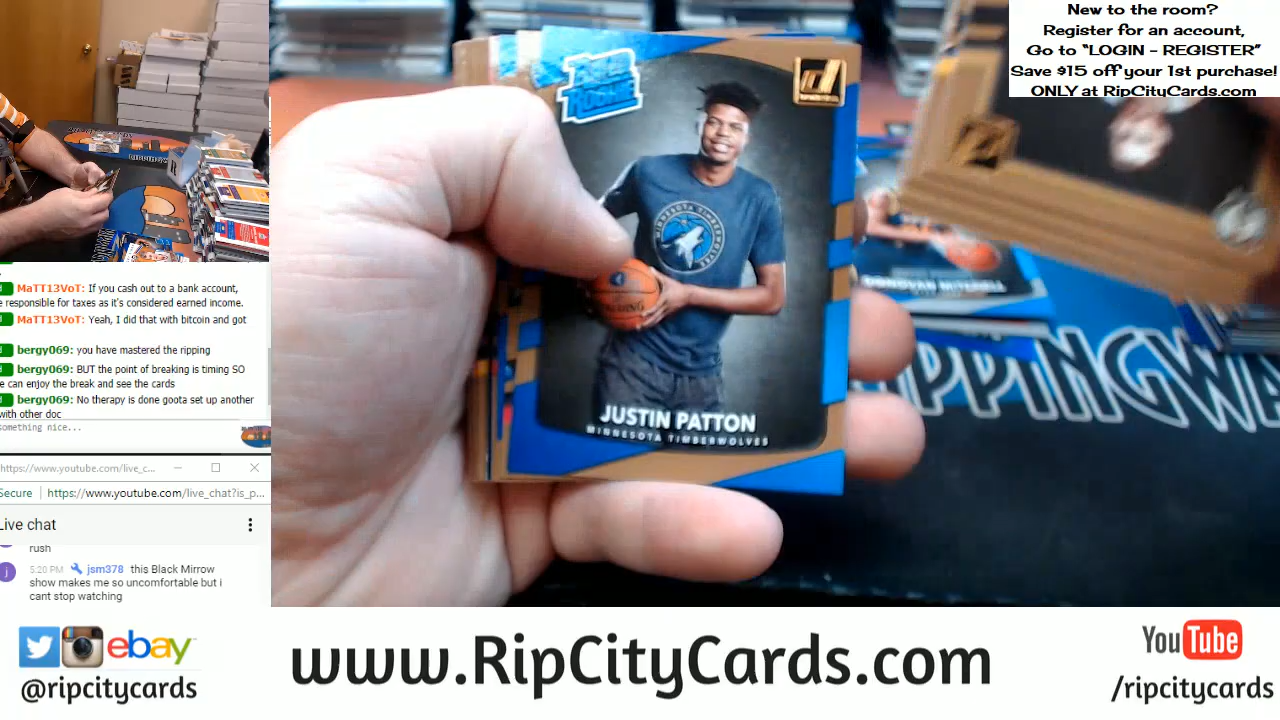 New to the room?
Register for an account,
Go to “LOGIN - REGISTER”
Save $15 off your 1st purchase!
ONLY at RipCityCards.com
RATED
ROOKIE
MINNESOTA TIMBERWOLVES
JUSTIN PATTON
MINNESOTA TIMBERWOLVES
DONOVAN MITCHELL
RIPPINGWA
MaTT13VoT: If you cash out to a bank account,
e responsible for taxes as it's considered earned income.
MaTT13VoT: Yeah, I did that with bitcoin and got
bergy069: you have mastered the ripping
bergy069: BUT the point of breaking is timing SO
e can enjoy the break and see the cards
bergy069: No therapy is done goota set up another
with other doc
something nice...
https://www.youtube.com/live_c...
Secure https://www.youtube.com/live_chat?is_p...
Live chat
rush
5:20 PM jsm378 this Black Mirrow
show makes me so uncomfortable but i
cant stop watching
ebay
@ripcitycards
www.RipCityCards.com
YouTube
/ripcitycards